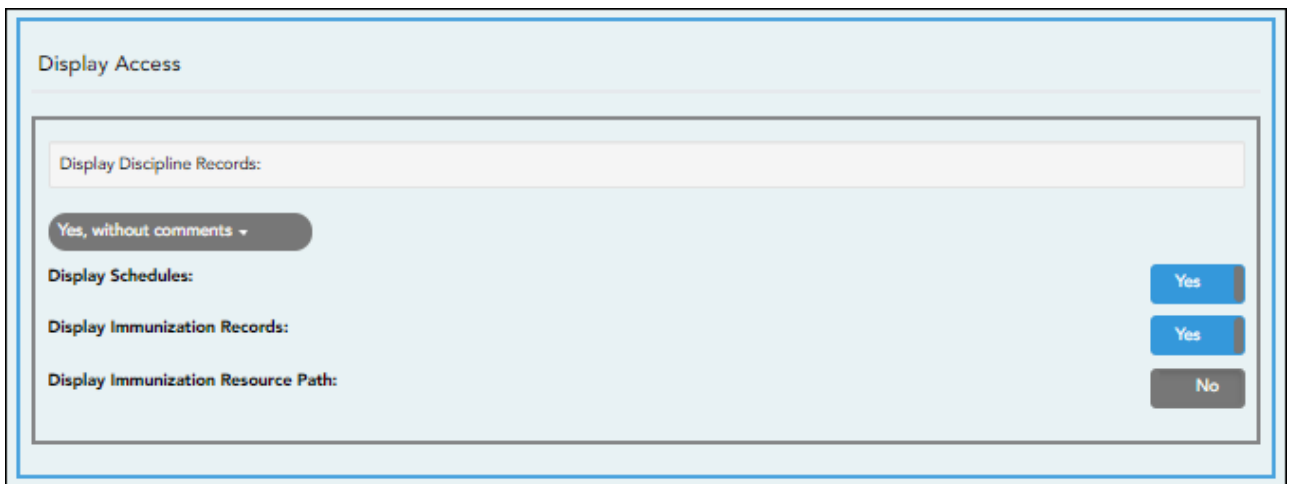 Display Access
Display Discipline Records:
Yes, without comments
Display Schedules:
Yes
Display Immunization Records:
Yes
Display Immunization Resource Path:
No